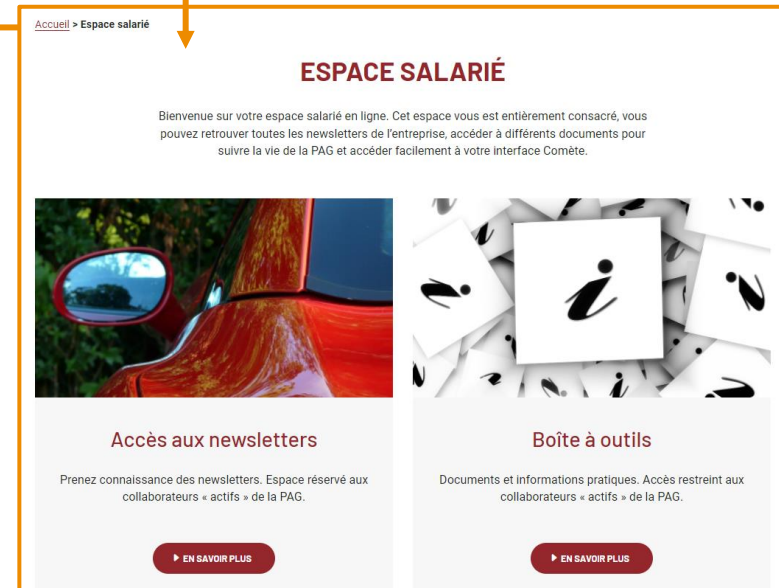 Accueil > Espace salarié
ESPACE SALARIÉ
Bienvenue sur votre espace salarié en ligne. Cet espace vous est entièrement consacré, vous
pouvez retrouver toutes les newsletters de l'entreprise, accéder à différents documents pour
suivre la vie de la PAG et accéder facilement à votre interface Comète.
Accès aux newsletters
Prenez connaissance des newsletters. Espace réservé aux
collaborateurs « actifs » de la PAG.
EN SAVOIR PLUS
Boîte à outils
Documents et informations pratiques. Accès restreint aux
collaborateurs « actifs » de la PAG.
EN SAVOIR PLUS